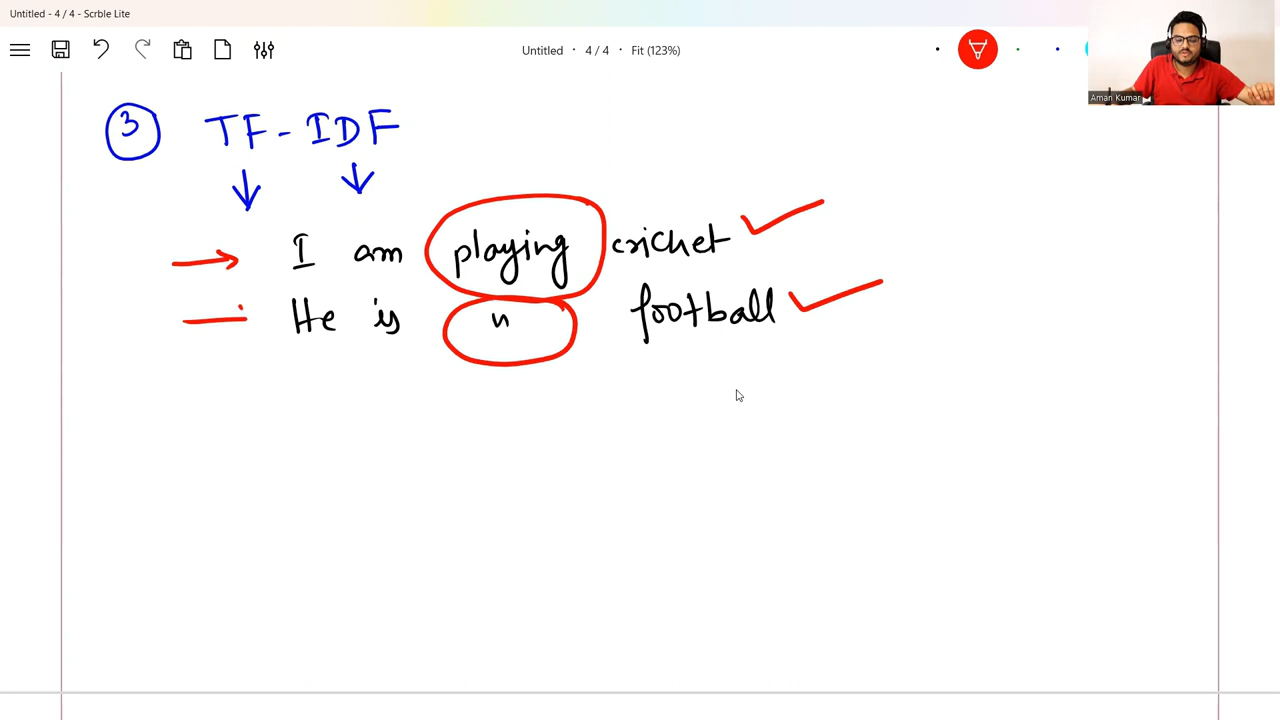 Untitled - 4 / 4 - Scrble Lite
Untitled • 4 / 4 • Fit (123%)
Aman Kumar
3 TF - IDF
I am playing cricket
He is " football